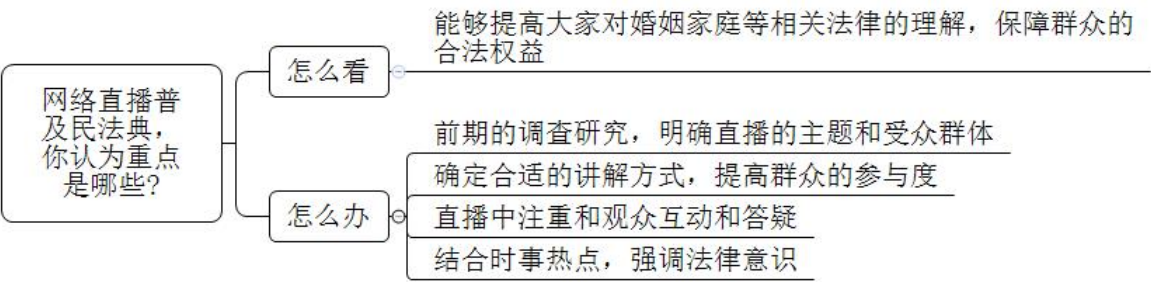 网络直播普
及民法典，
你认为重点
是哪些?
怎么看
能够提高大家对婚姻家庭等相关法律的理解，保障群众的
合法权益
怎么办
前期的调查研究，明确直播的主题和受众群体
确定合适的讲解方式，提高群众的参与度
直播中注重和观众互动和答疑
结合时事热点，强调法律意识